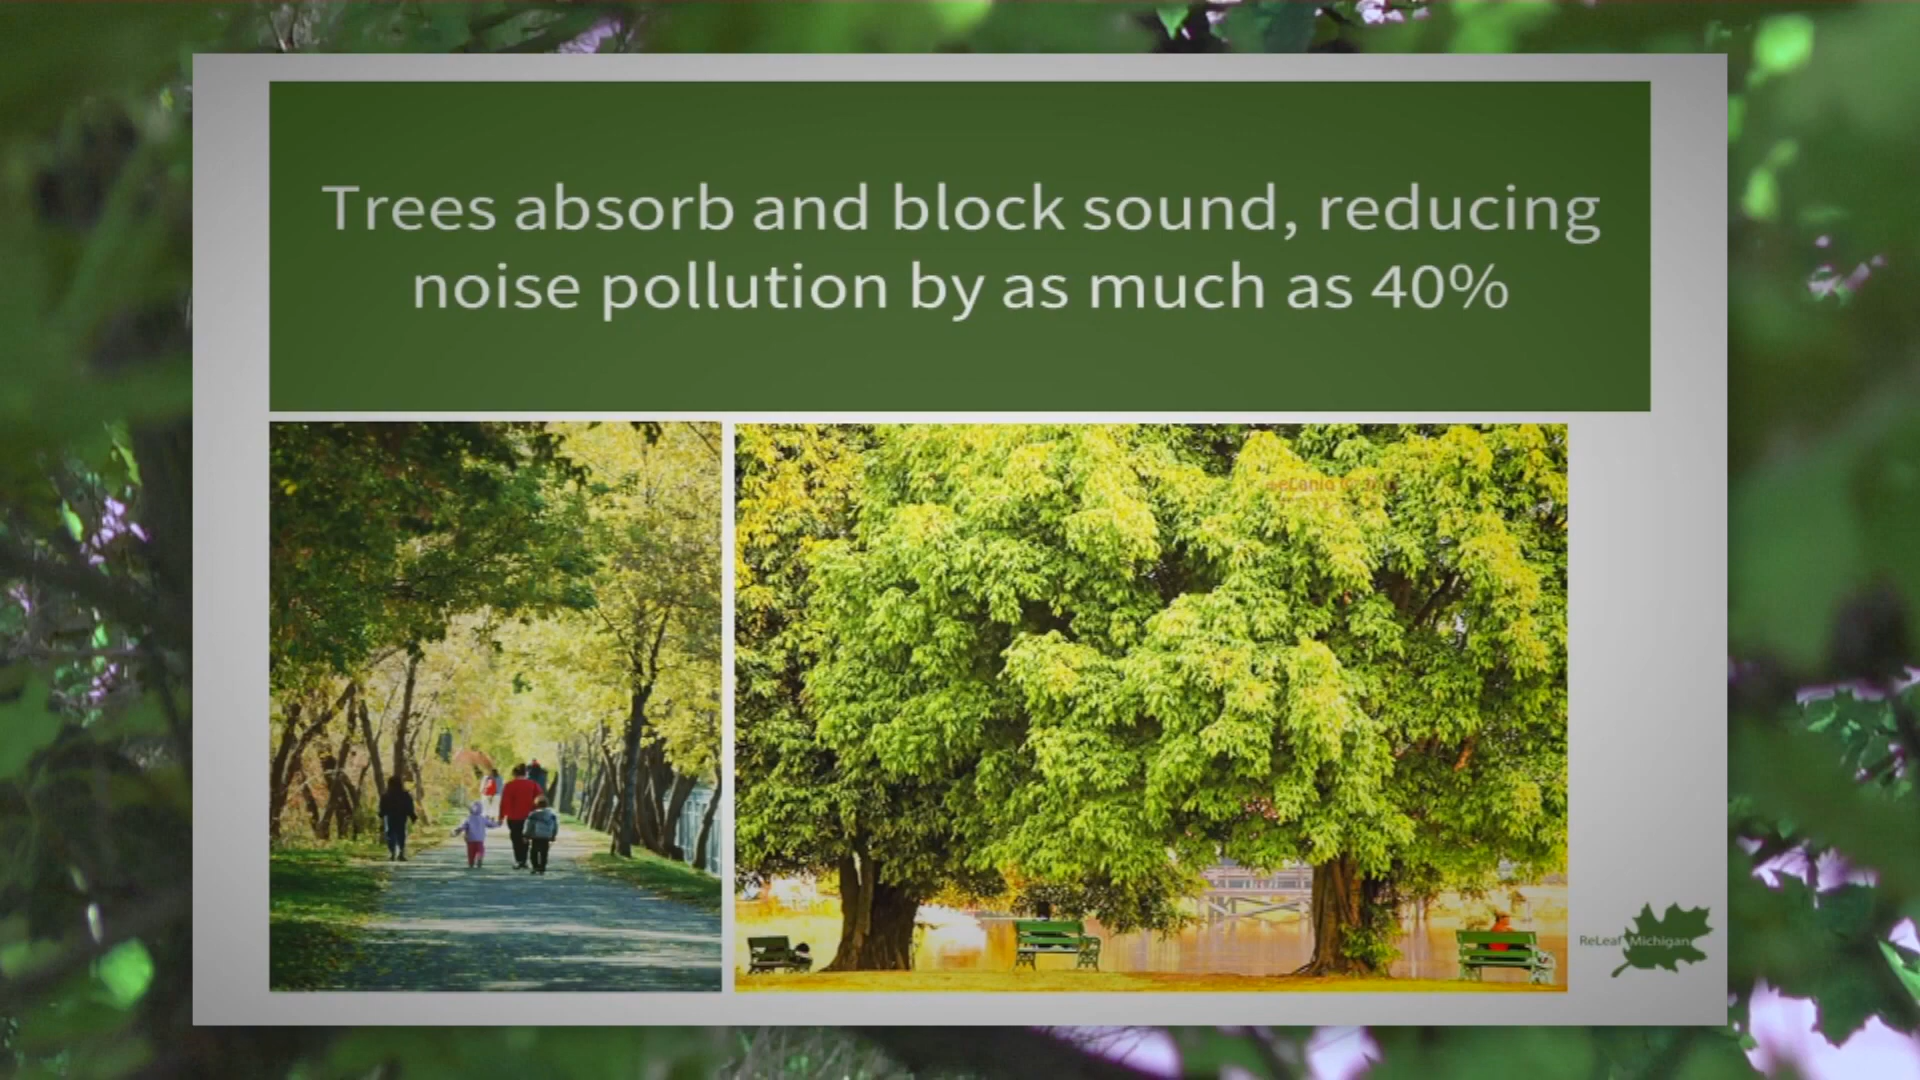 Trees absorb and block sound, reducing
noise pollution by as much as 40%
ReLeaf Michigan